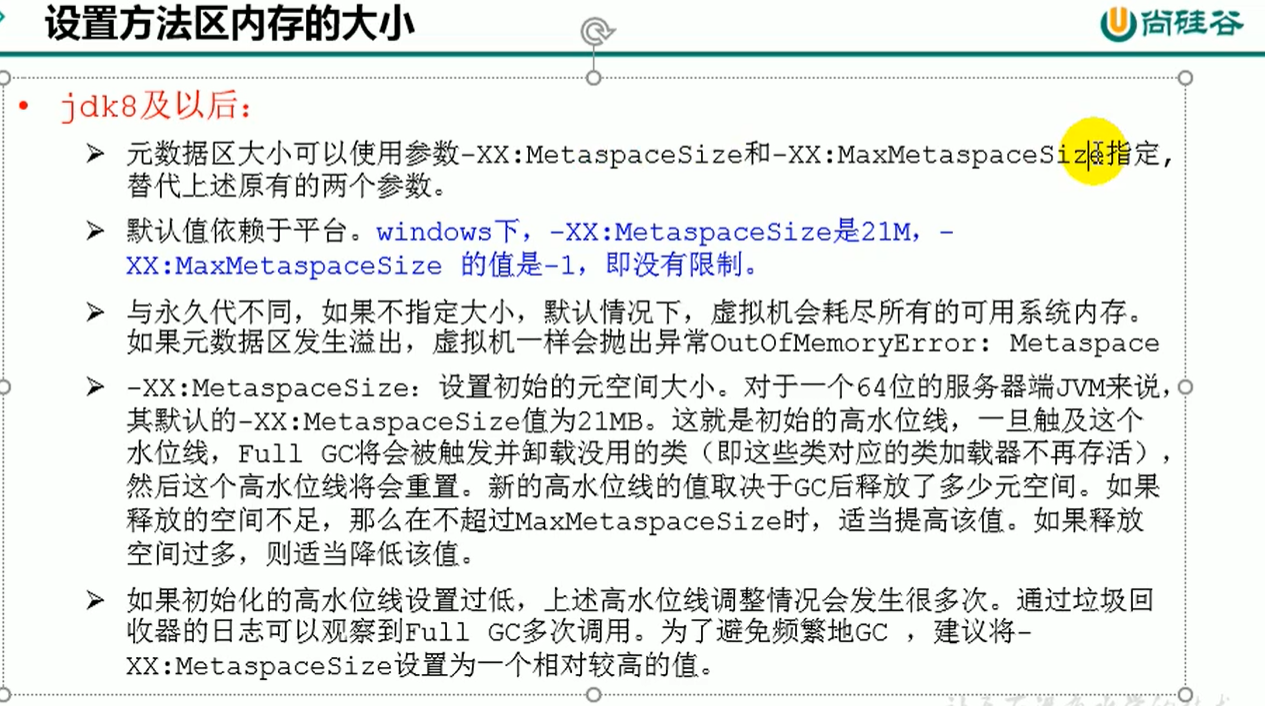 设置方法区内存的大小
尚硅谷
• jdk8及以后：
➢ 元数据区大小可以使用参数-XX:MetaspaceSize和-XX:MaxMetaspaceSize指定,
替代上述原有的两个参数。
➢ 默认值依赖于平台。windows下，-XX:MetaspaceSize是21M，-
XX:MaxMetaspaceSize 的值是-1，即没有限制。
➢ 与永久代不同，如果不指定大小，默认情况下，虚拟机会耗尽所有的可用系统内存。
如果元数据区发生溢出，虚拟机一样会抛出异常OutOfMemoryError: Metaspace
➢ -XX:MetaspaceSize：设置初始的元空间大小。对于一个64位的服务器端JVM来说，
其默认的-XX:MetaspaceSize值为21MB。这就是初始的高水位线，一旦触及这个
水位线，Full GC将会被触发并卸载没用的类（即这些类对应的类加载器不再存活），
然后这个高水位线将会重置。新的高水位线的值取决于GC后释放了多少元空间。如果
释放的空间不足，那么在不超过MaxMetaspaceSize时，适当提高该值。如果释放
空间过多，则适当降低该值。
➢ 如果初始化的高水位线设置过低，上述高水位线调整情况会发生很多次。通过垃圾回
收器的日志可以观察到Full GC多次调用。为了避免频繁地GC ，建议将-
XX:MetaspaceSize设置为一个相对较高的值。